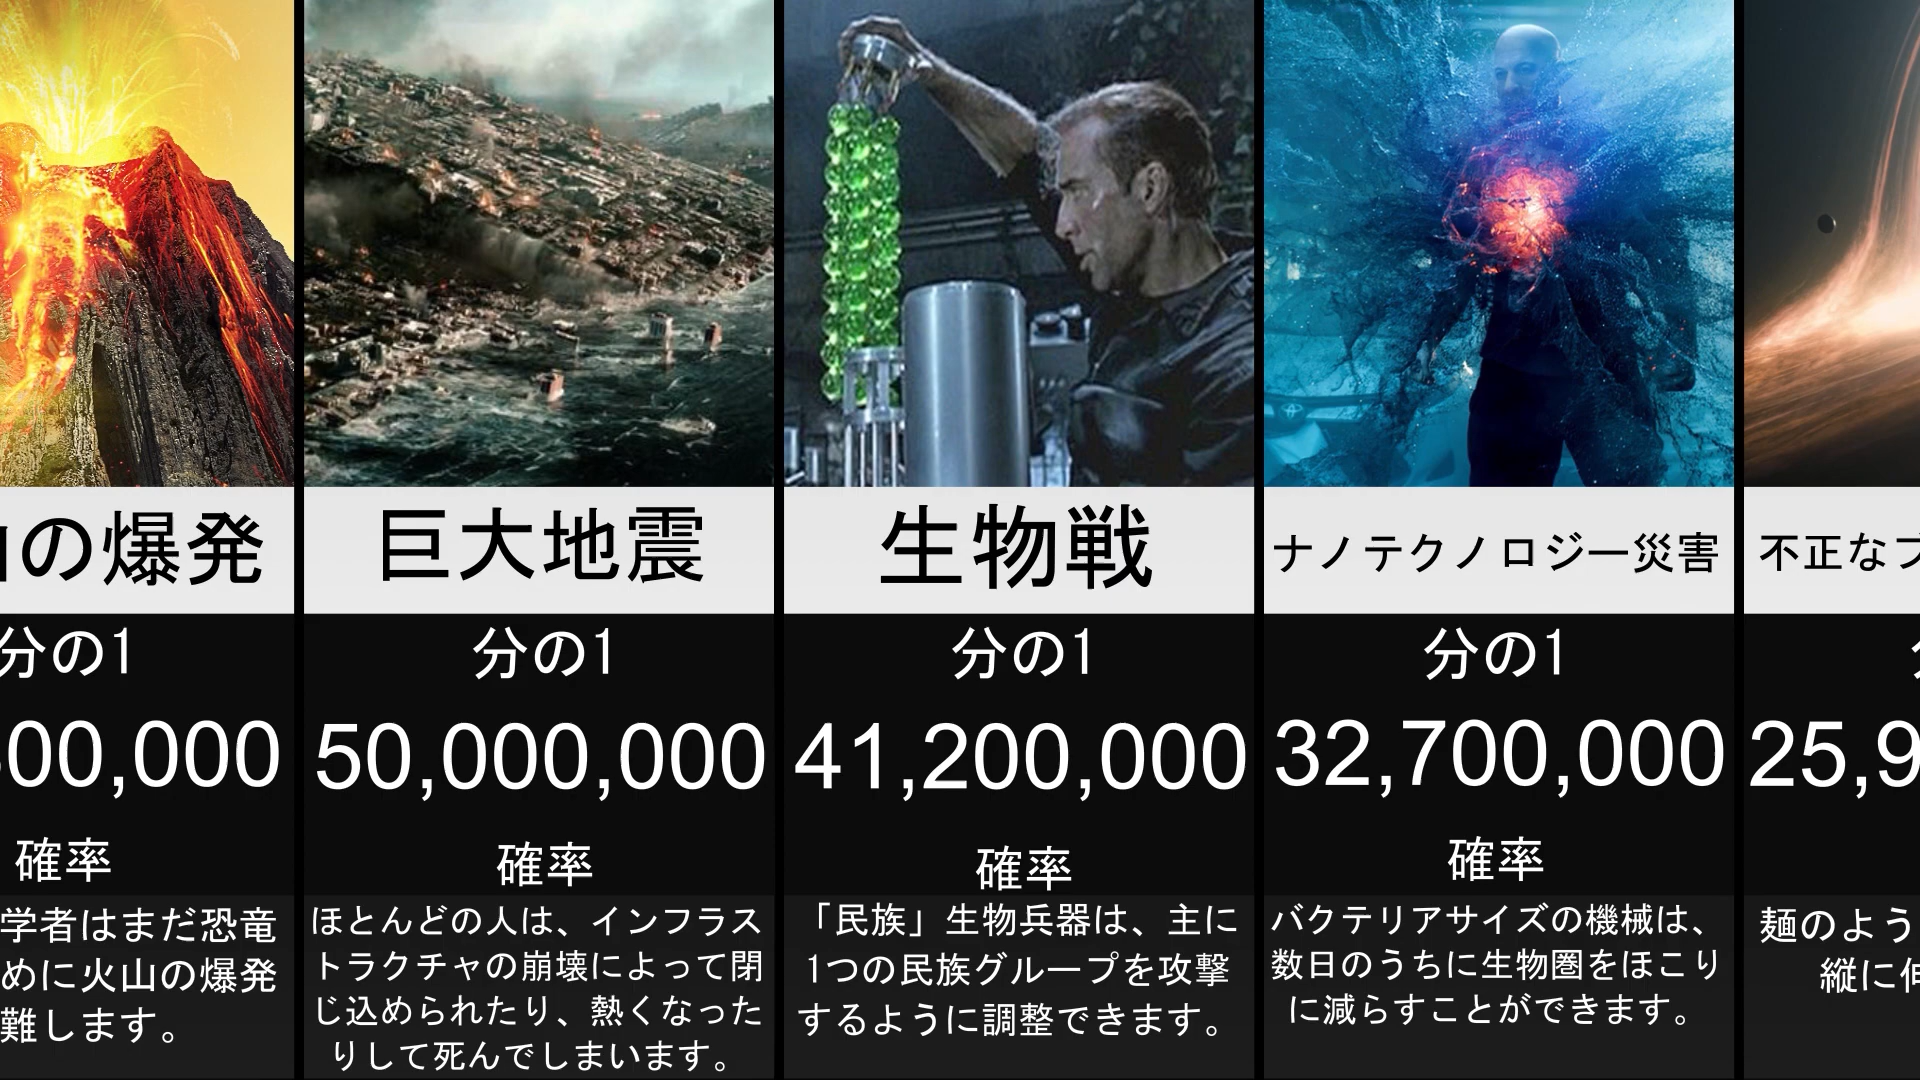 の爆発
分の1
00,000
確率
学者はまだ恐竜
めに火山の爆発
難します。
巨大地震
分の1
50,000,000
確率
ほとんどの人は、インフラス
トラクチャの崩壊によって閉
じ込められたり、熱くなった
りして死んでしまいます。
生物戦
分の1
41,200,000
確率
「民族」生物兵器は、主に
1つの民族グループを攻撃
するように調整できます。
ナノテクノロジー災害
分の1
32,700,000
確率
バクテリアサイズの機械は、
数日のうちに生物圏をほこり
に減らすことができます。
不正なブ
25,9
麺のよう
縦に伸